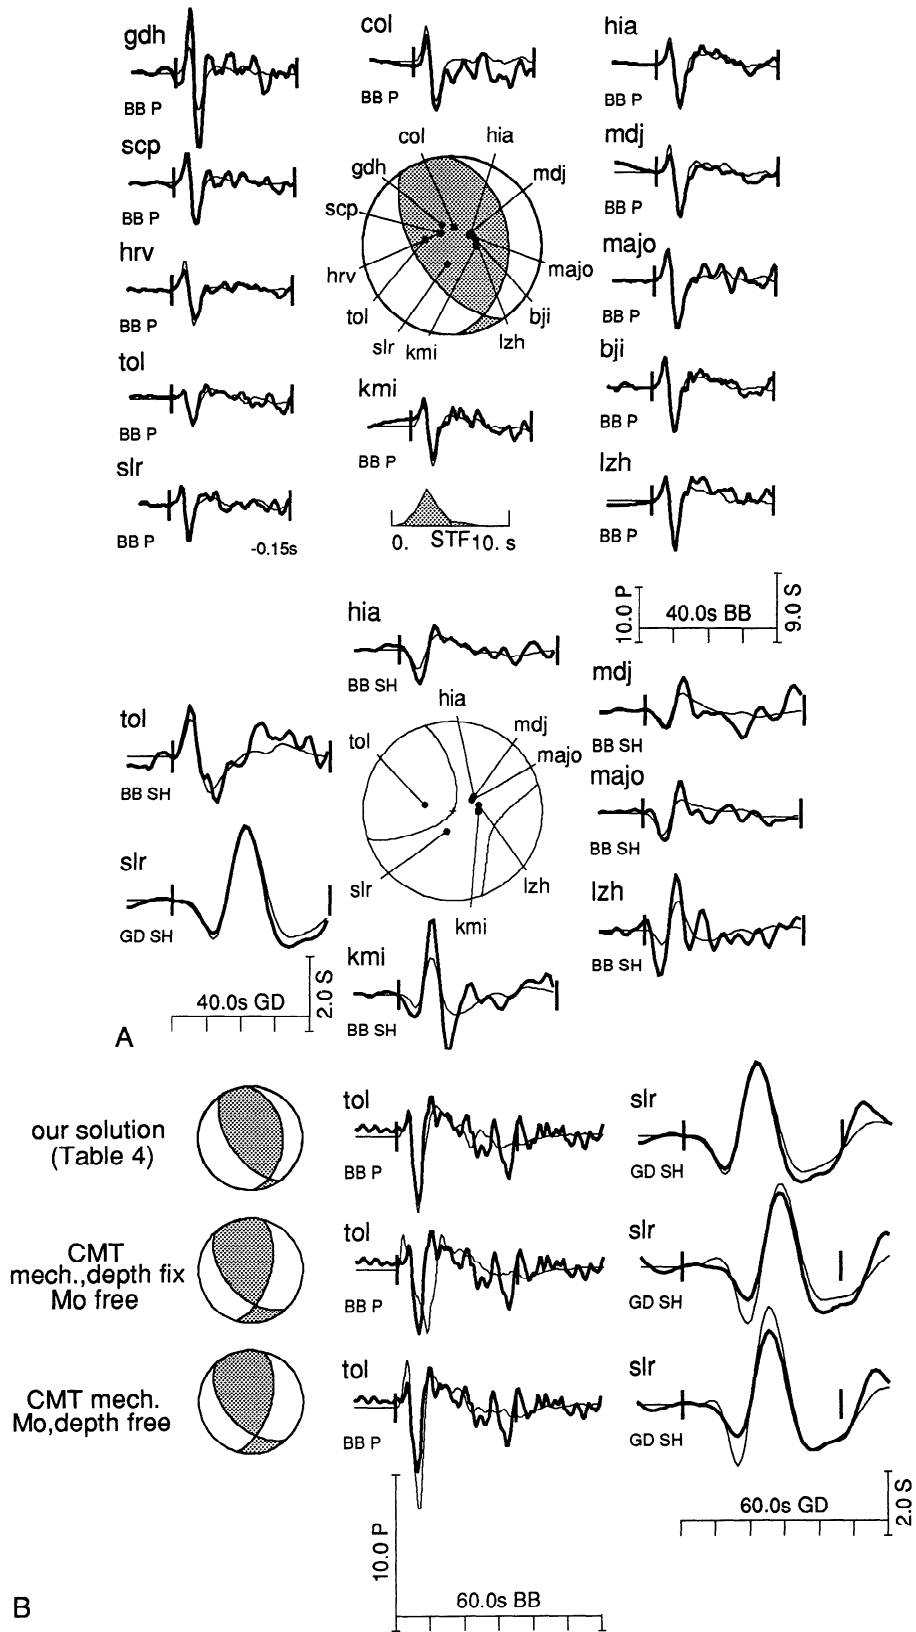 gdh
BB P
scp
BB P
hrv
BB P
tol
BB P
slr
BB P
-0.15s
col
BB P
col
hia
gdh
mdj
scp
hrv
majo
tol
bji
slr
kmi
lzh
kmi
BB P
0. STF 10. s
hia
BB P
mdj
BB P
majo
BB P
bji
BB P
lzh
BB P
10.0 P
40.0s BB
9.0 S
hia
BB SH
tol
BB SH
slr
GD SH
40.0s GD
2.0 S
hia
mdj
tol
majo
slr
lzh
kmi
kmi
BB SH
mdj
BB SH
majo
BB SH
lzh
BB SH
A
our solution
(Table 4)
tol
BB P
slr
GD SH
CMT
mech.,depth fix
Mo free
tol
BB P
slr
GD SH
CMT mech.
Mo,depth free
tol
BB P
slr
GD SH
10.0 P
60.0s BB
60.0s GD
2.0 S
B